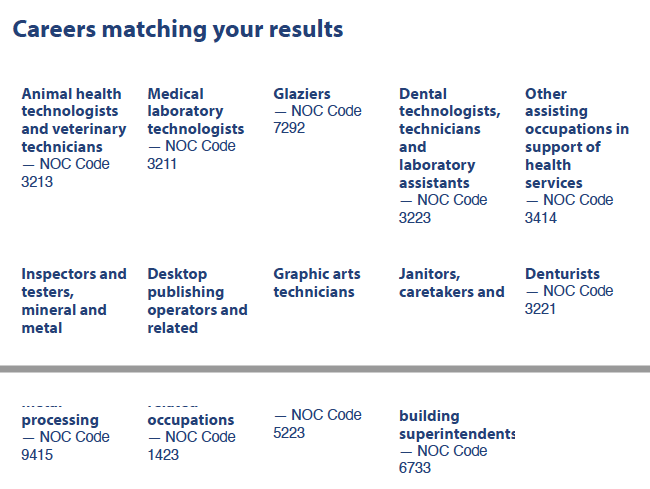 Careers matching your results
Animal health
technologists
and veterinary
technicians
— NOC Code
3213
Medical
laboratory
technologists
— NOC Code
3211
Glaziers
— NOC Code
7292
Dental
technologists,
technicians
and
laboratory
assistants
— NOC Code
3223
Other
assisting
occupations in
support of
health
services
— NOC Code
3414
Inspectors and
testers,
mineral and
metal
Desktop
publishing
operators and
related
Graphic arts
technicians
Janitors,
caretakers and
Denturists
— NOC Code
3221
processing
— NOC Code
9415
occupations
— NOC Code
1423
— NOC Code
5223
building
superintendents
— NOC Code
6733